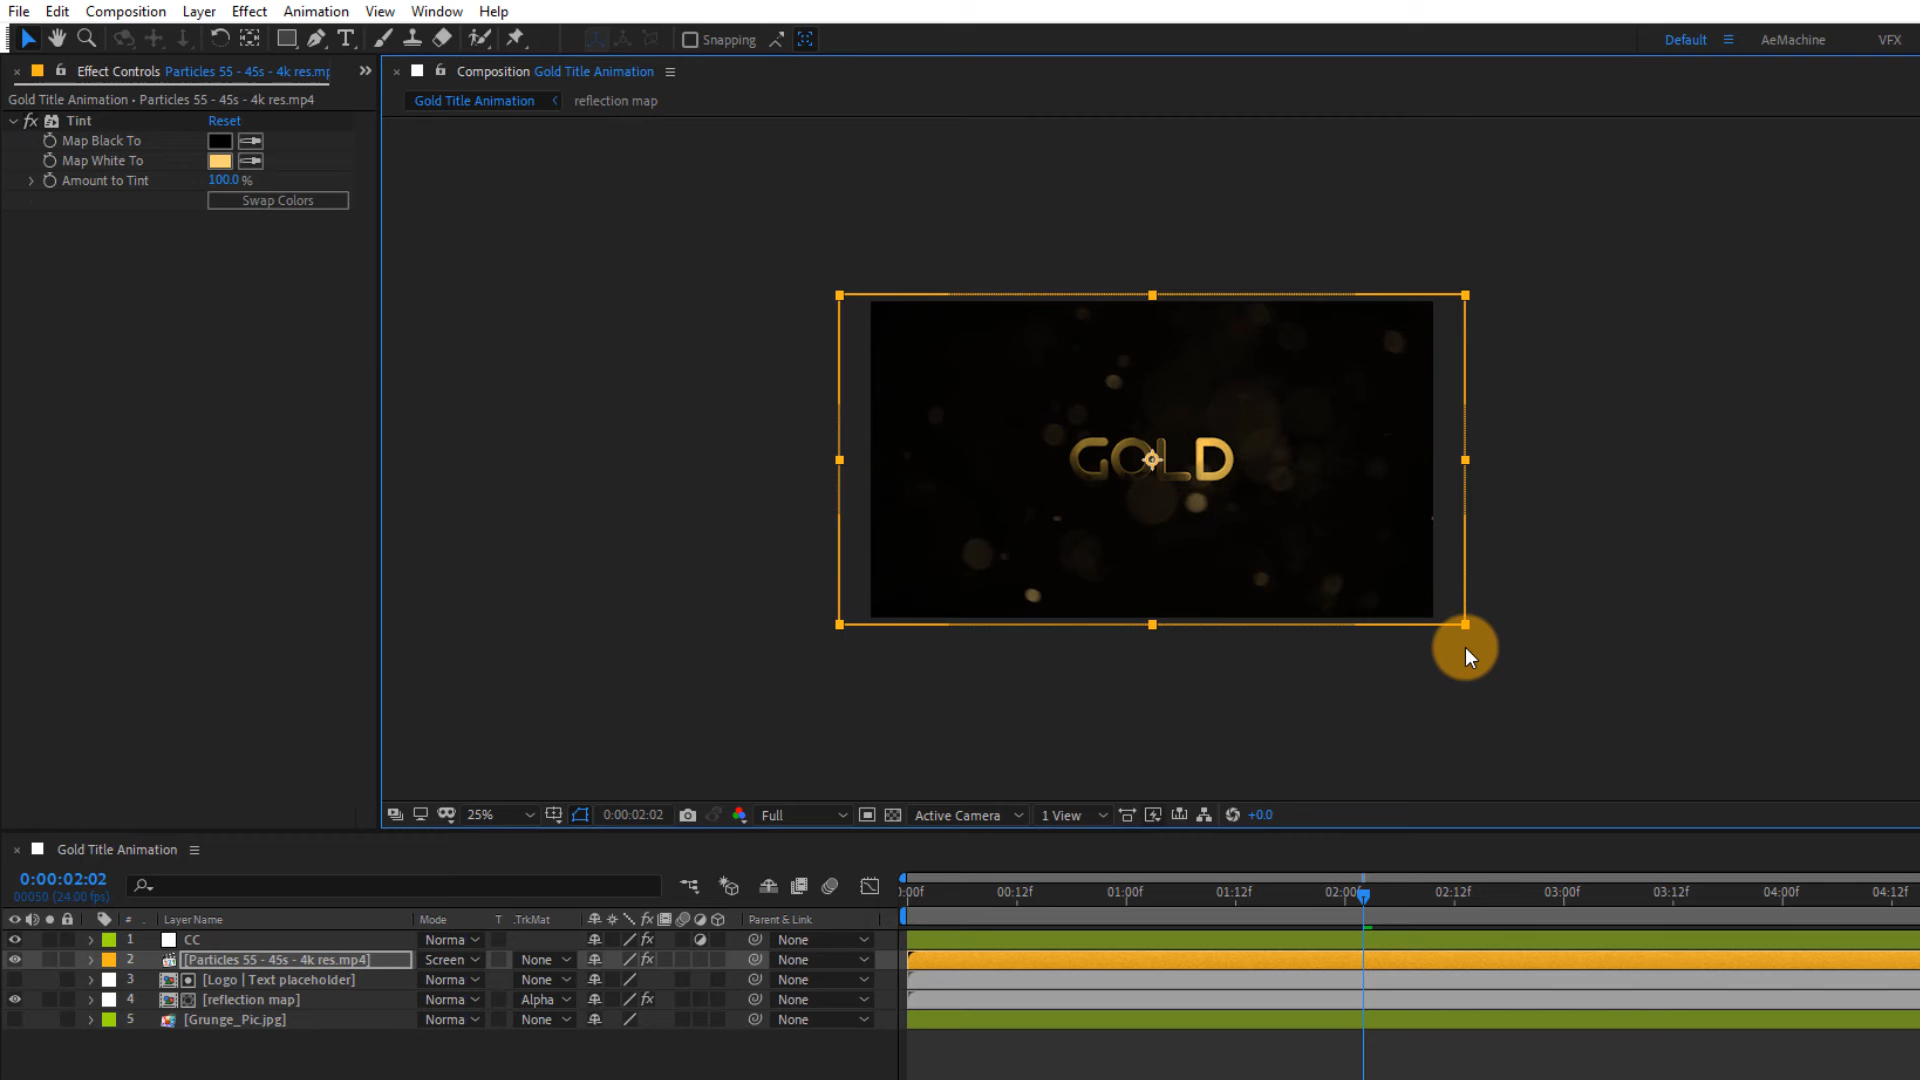 File Edit Composition Layer Effect Animation View Window Help
Snapping Default AeMachine VFX
Effect Controls Particles 55 - 45s - 4k res.mp
Composition Gold Title Animation
Gold Title Animation • Particles 55 - 45s - 4k res.mp4
Gold Title Animation reflection map
fx Tint Reset
Map Black To
Map White To
Amount to Tint 100.0 %
Swap Colors
GOLD
25% 0:00:02:02 Full Active Camera 1 View +0.0
Gold Title Animation
0:00:02:02
00050 (24.00 fps)
:00f 00:12f 01:00f 01:12f 02:00f 02:12f 03:00f 03:12f 04:00f 04:12f
# Layer Name Mode T .TrkMat fx Parent & Link
1 CC Norma fx None
2 [Particles 55 - 45s - 4k res.mp4] Screen None fx None
3 [Logo | Text placeholder] Norma None None
4 [reflection map] Norma Alpha fx None
5 [Grunge_Pic.jpg] Norma None None